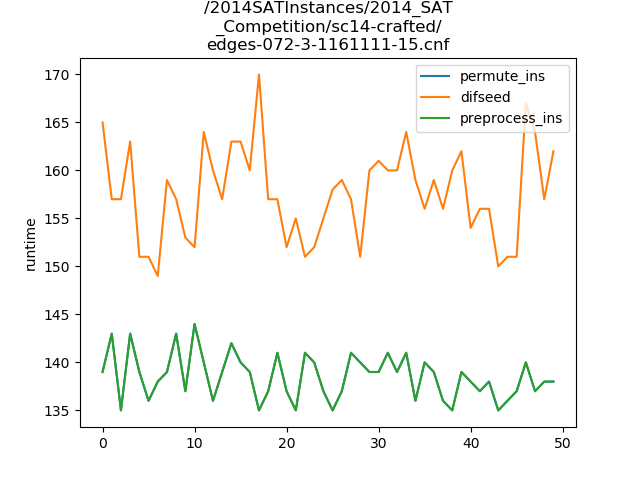 /2014SATInstances/2014_SAT
_Competition/sc14-crafted/
edges-072-3-1161111-15.cnf
170
165
160
155
150
145
140
135
runtime
permute_ins
difseed
preprocess_ins
0
10
20
30
40
50